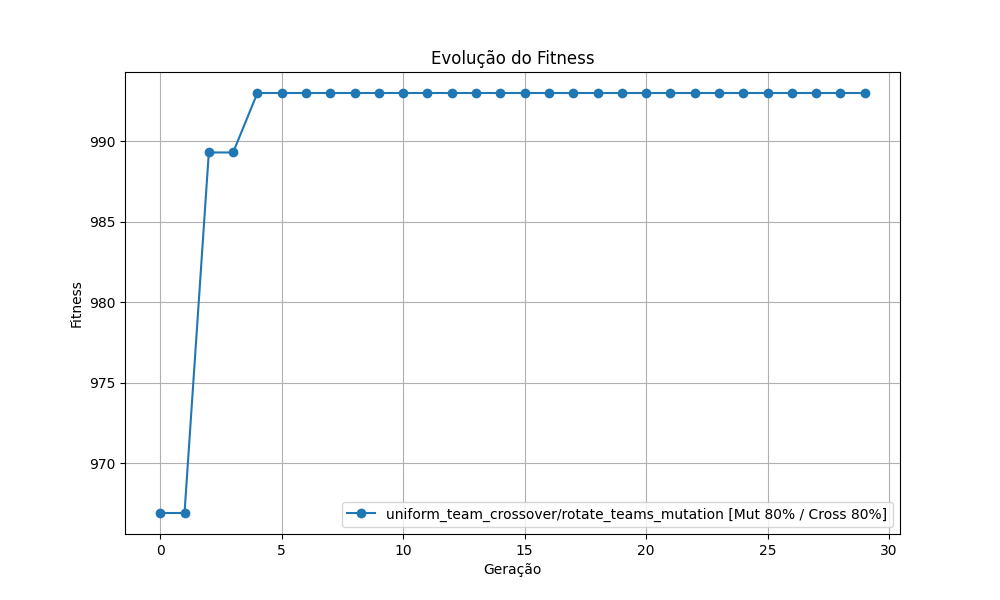 Evolução do Fitness
Fitness
990
985
980
975
970
0 5 10 15 20 25 30
Geração
uniform_team_crossover/rotate_teams_mutation [Mut 80% / Cross 80%]